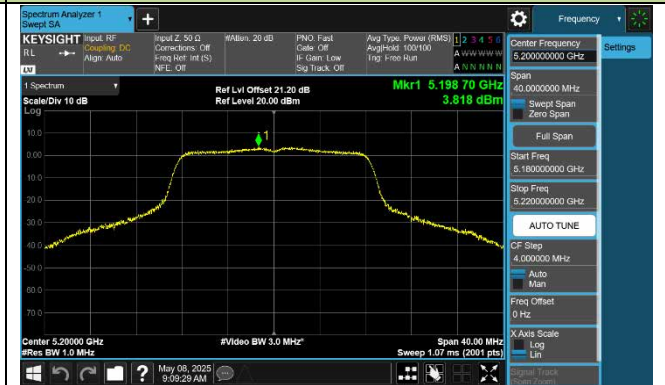 Spectrum Analyzer 1
Swept SA
+
Frequency
KEYSIGHT
Input: RF
Input Z: 50 Ω
#Atten: 20 dB
PNO: Fast
Avg Type: Power (RMS)
1 2 3 4 5 6
RL
Coupling: DC
Corrections: Off
Gate: Off
Avg|Hold: 100/100
A W W W W W
Align: Auto
Freq Ref: Int (S)
IF Gain: Low
Trig: Free Run
NFE: Off
Sig Track: Off
A N N N N N
LXI
1 Spectrum
Scale/Div 10 dB
Ref Lvl Offset 21.20 dB
Ref Level 20.00 dBm
Mkr1 5.198 70 GHz
3.818 dBm
Log
10.0
0.00
-10.0
-20.0
-30.0
-40.0
-50.0
-60.0
-70.0
1
Center 5.20000 GHz
#Res BW 1.0 MHz
#Video BW 3.0 MHz*
Span 40.00 MHz
Sweep 1.07 ms (2001 pts)
Center Frequency
5.200000000 GHz
Settings
Span
40.0000000 MHz
Swept Span
Zero Span
Full Span
Start Freq
5.180000000 GHz
Stop Freq
5.220000000 GHz
AUTO TUNE
CF Step
4.000000 MHz
Auto
Man
Freq Offset
0 Hz
X Axis Scale
Log
Lin
Signal Track
(Span Zoom)
?
May 08, 2025
9:09:29 AM